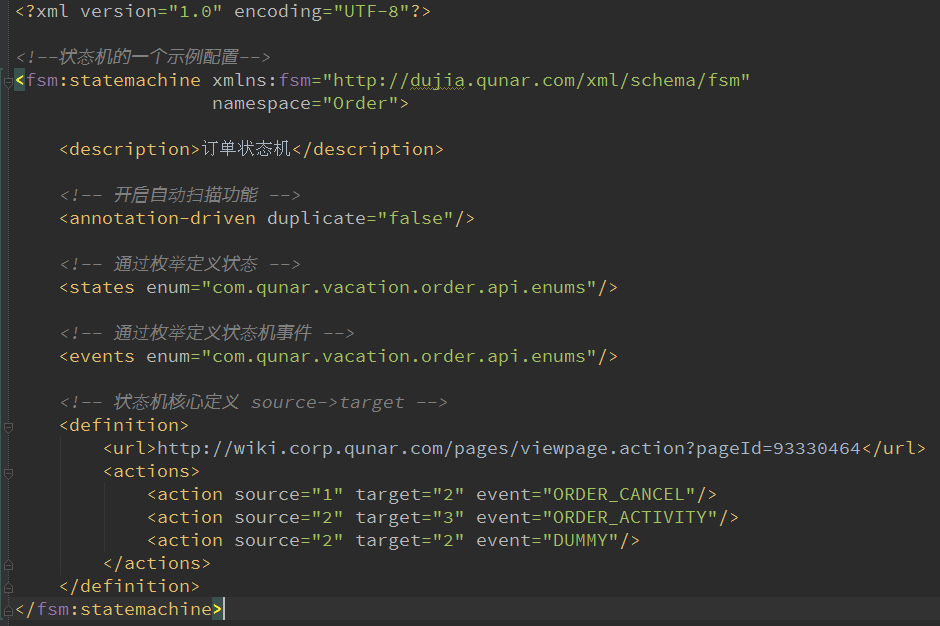 <?xml version="1.0" encoding="UTF-8"?>
<!--状态机的一个示例配置-->
<fsm:statemachine xmlns:fsm="http://dujia.qunar.com/xml/schema/fsm"
namespace="Order">
<description>订单状态机</description>
<!-- 开启自动扫描功能 -->
<annotation-driven duplicate="false"/>
<!-- 通过枚举定义状态 -->
<states enum="com.qunar.vacation.order.api.enums"/>
<!-- 通过枚举定义状态机事件 -->
<events enum="com.qunar.vacation.order.api.enums"/>
<!-- 状态机核心定义 source->target -->
<definition>
<url>http://wiki.corp.qunar.com/pages/viewpage.action?pageId=93330464</url>
<actions>
<action source="1" target="2" event="ORDER_CANCEL"/>
<action source="2" target="3" event="ORDER_ACTIVITY"/>
<action source="2" target="2" event="DUMMY"/>
</actions>
</definition>
</fsm:statemachine>